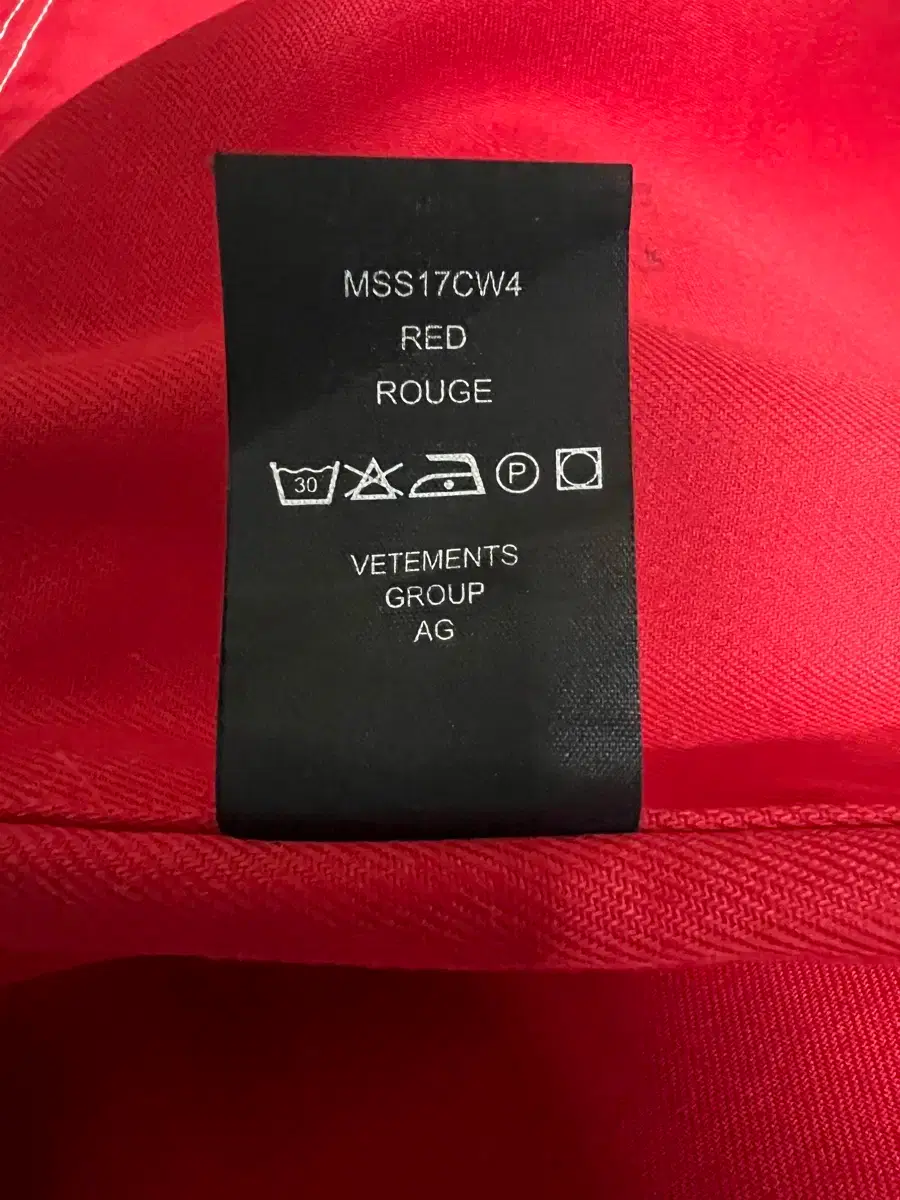 MSS17CW4
RED
ROUGE
30 P
VETEMENTS
GROUP
AG